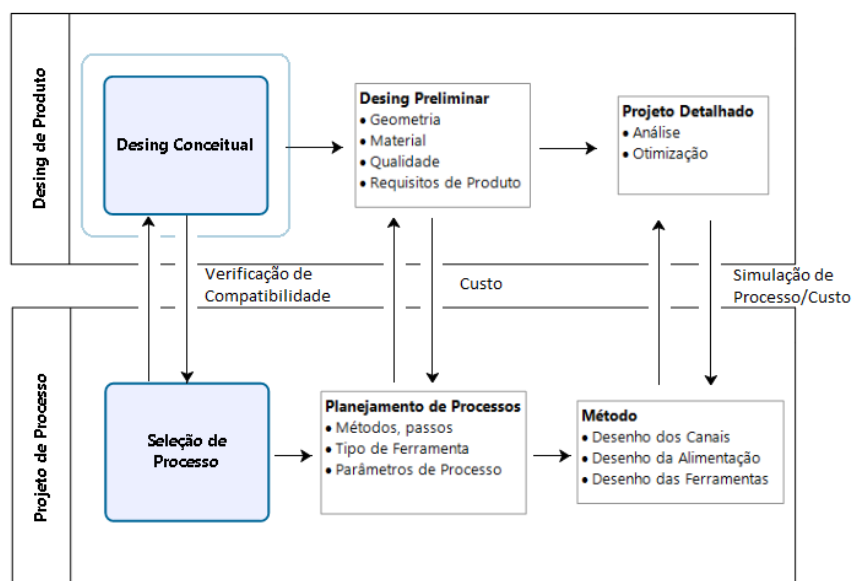 Desing de Produto
Desing Conceitual
Desing Preliminar
• Geometria
• Material
• Qualidade
• Requisitos de Produto
Projeto Detalhado
• Análise
• Otimização
Verificação de
Compatibilidade
Custo
Simulação de
Processo/Custo
Projeto de Processo
Seleção de
Processo
Planejamento de Processos
• Métodos, passos
• Tipo de Ferramenta
• Parâmetros de Processo
Método
• Desenho dos Canais
• Desenho da Alimentação
• Desenho das Ferramentas